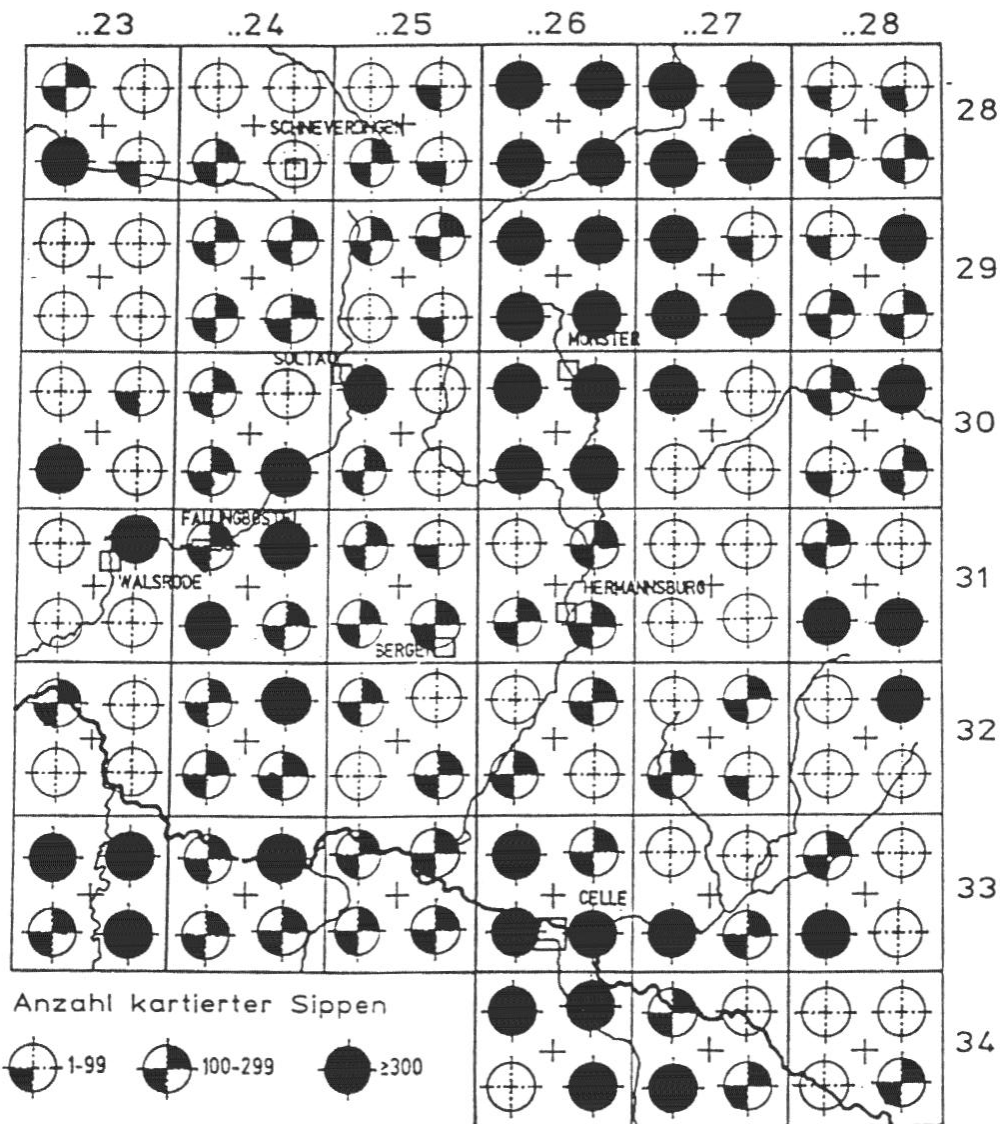 ..23 ..24 ..25 ..26 ..27 ..28
28
SCHNEVERDINGEN
29
MUNSTER
SOLTAU
30
FALLINGBOSTEL
31
WALSRODE
HERMANNSBURG
BERGEN
32
33
CELLE
Anzahl kartierter Sippen
34
1-99 100-299 ≥300